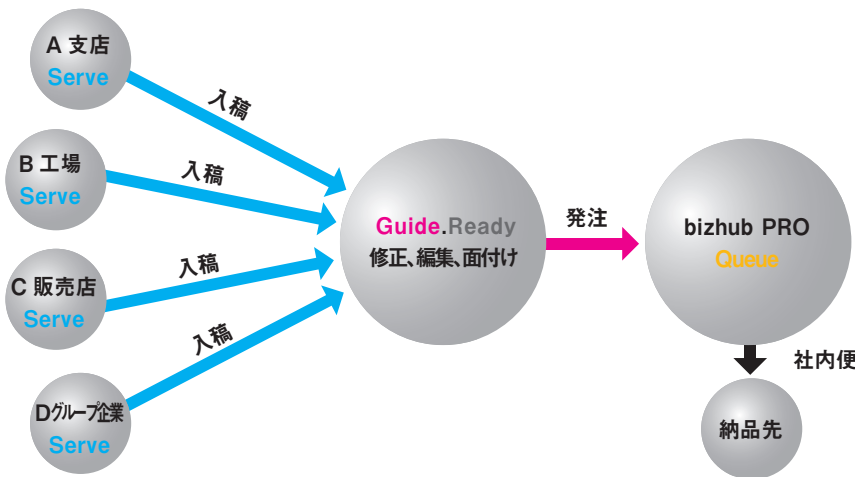 A 支店
Serve
入稿
B 工場
Serve
入稿
C 販売店
Serve
入稿
Dグループ企業
Serve
入稿
Guide.Ready
修正、編集、面付け
発注
bizhub PRO
Queue
社内便
納品先